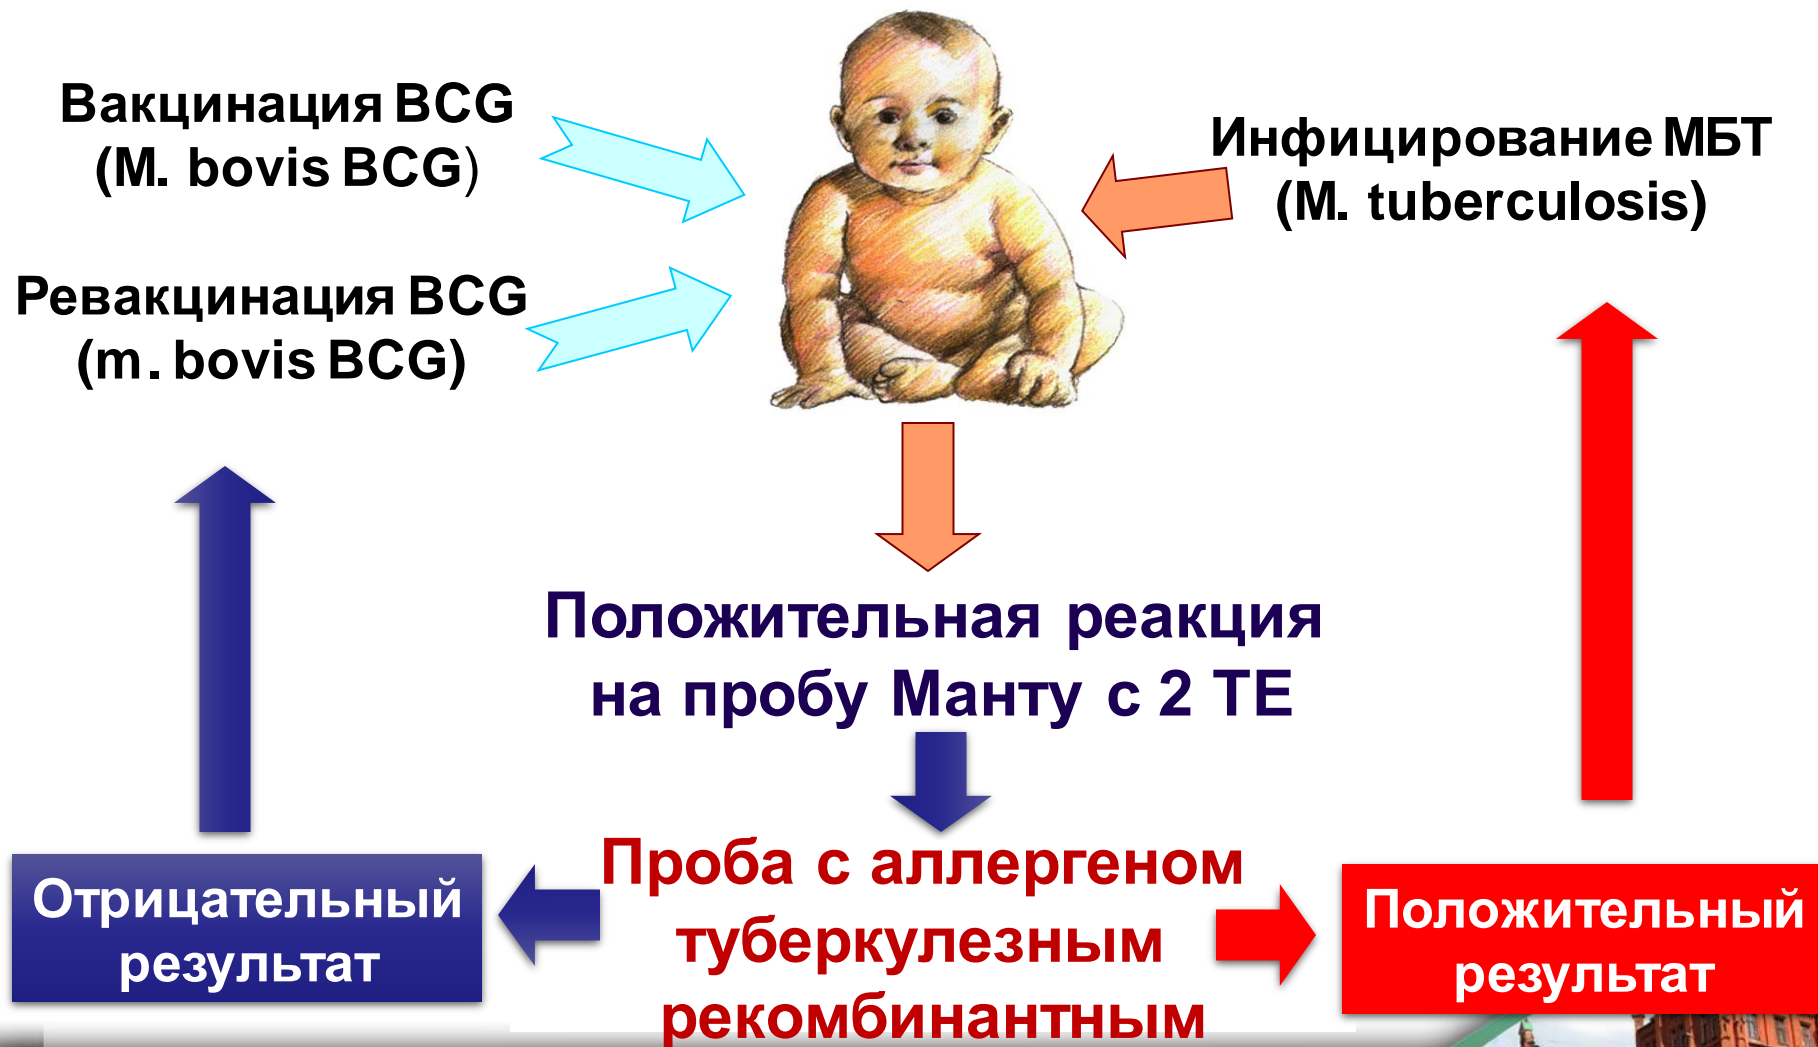 Вакцинация BCG
(M. bovis BCG)
Ревакцинация BCG
(m. bovis BCG)
Инфицирование МБТ
(M. tuberculosis)
Положительная реакция
на пробу Манту с 2 ТЕ
Проба с аллергеном
туберкулезным
рекомбинантным
Отрицательный
результат
Положительный
результат